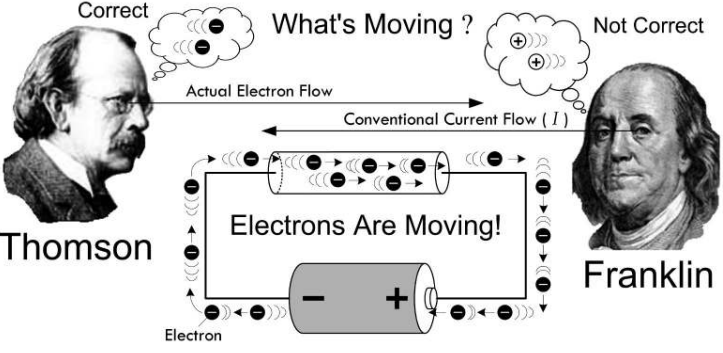 Correct
What's Moving ?
Not Correct
Actual Electron Flow
Conventional Current Flow ( I )
Electrons Are Moving!
Thomson
Franklin
− +
Electron